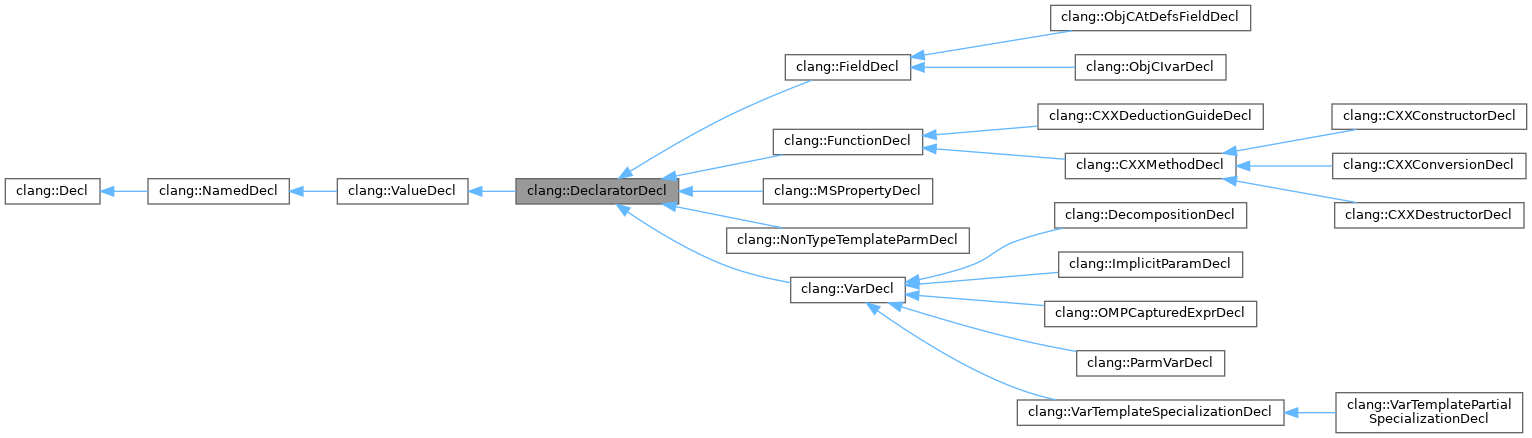 clang::ObjCAtDefsFieldDecl
clang::FieldDecl
clang::ObjCIvarDecl
clang::CXXDeductionGuideDecl
clang::CXXConstructorDecl
clang::FunctionDecl
clang::CXXMethodDecl
clang::CXXConversionDecl
clang::Decl
clang::NamedDecl
clang::ValueDecl
clang::DeclaratorDecl
clang::MSPropertyDecl
clang::DecompositionDecl
clang::CXXDestructorDecl
clang::NonTypeTemplateParmDecl
clang::ImplicitParamDecl
clang::VarDecl
clang::OMPCapturedExprDecl
clang::ParmVarDecl
clang::VarTemplateSpecializationDecl
clang::VarTemplatePartial
SpecializationDecl